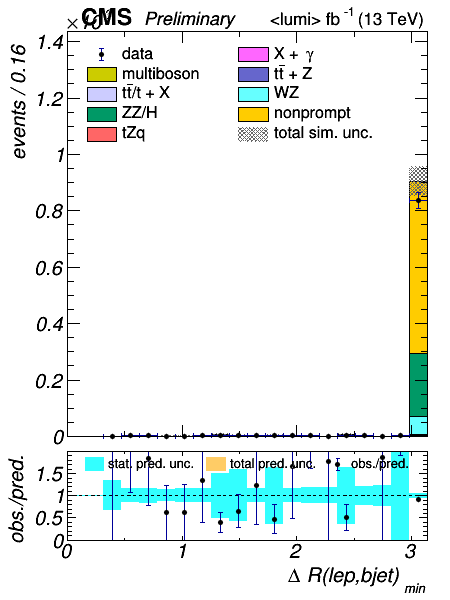 CMS Preliminary <lumi> fb⁻¹ (13 TeV)
events / 0.16
1.4
1.2
1
0.8
0.6
0.4
0.2
0
data
multiboson
tt̄/t + X
ZZ/H
tZq
X + γ
tt̄ + Z
WZ
nonprompt
total sim. unc.
obs./pred.
1.5
1
0.5
0
stat. pred. unc. total pred. unc. obs./pred.
0 1 2 3
Δ R(lep,bjet) min